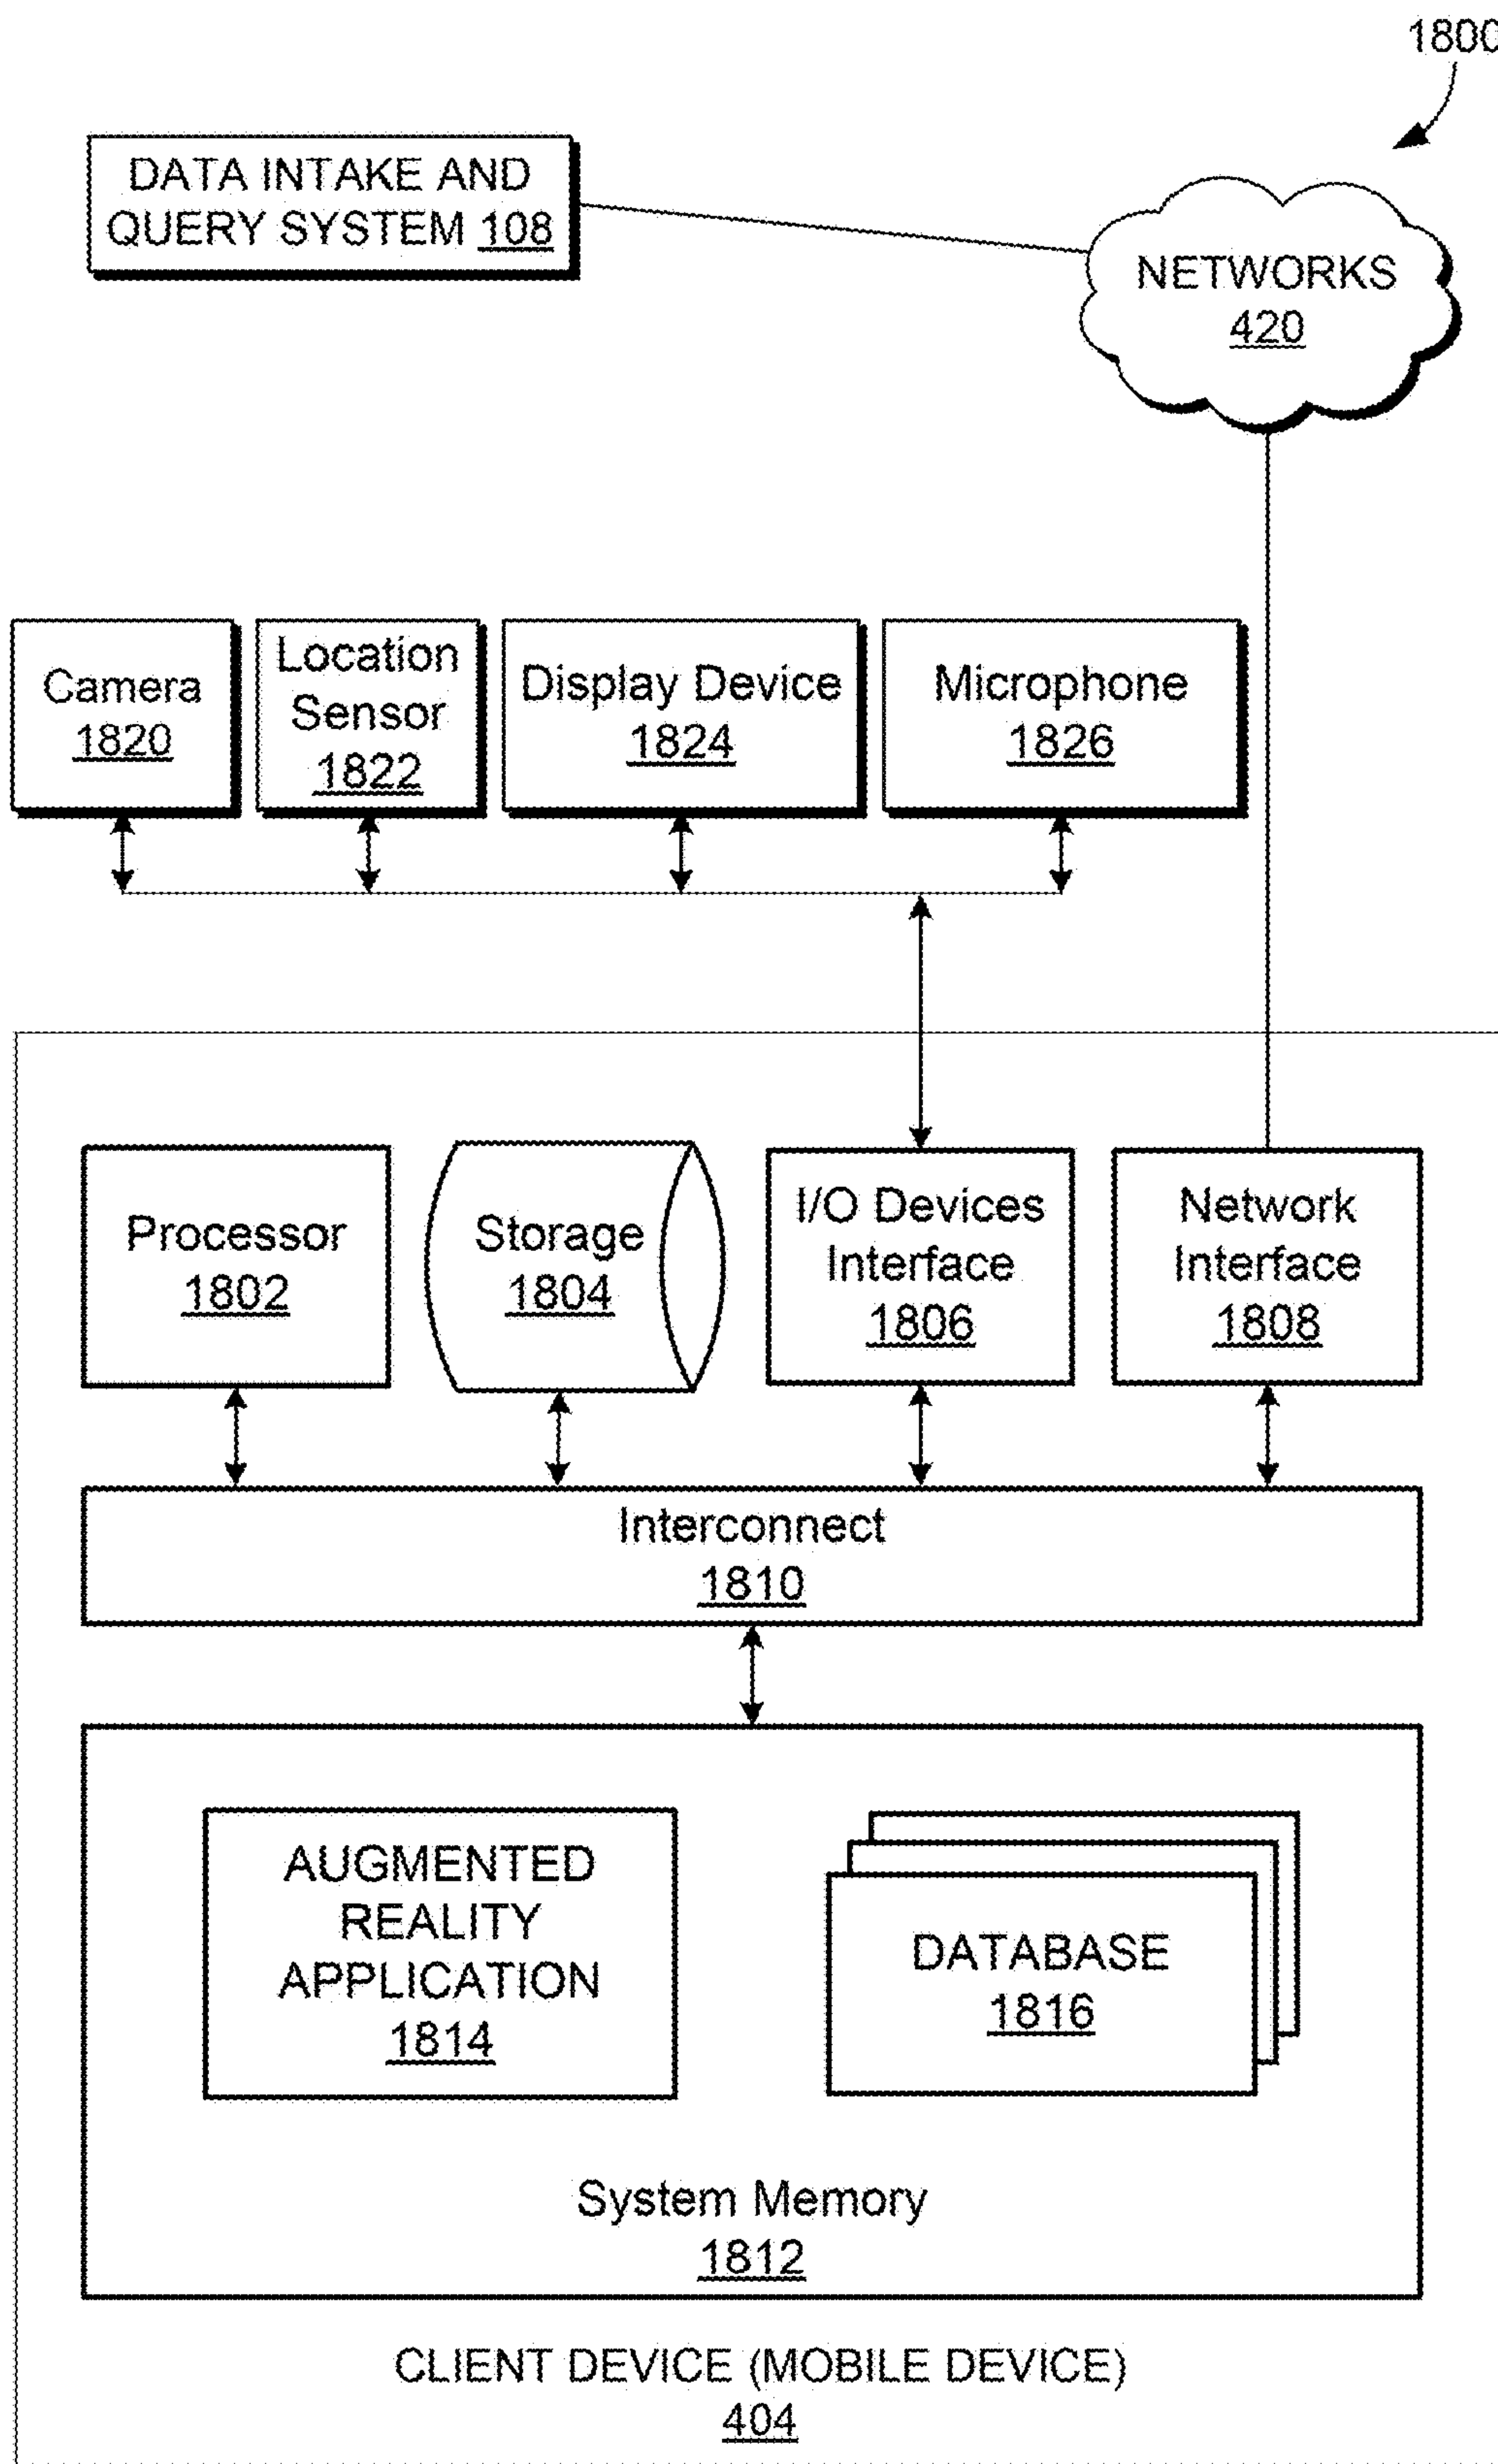 1800
DATA INTAKE AND
QUERY SYSTEM 108
NETWORKS
420
Camera
1820
Location
Sensor
1822
Display Device
1824
Microphone
1826
Processor
1802
Storage
1804
I/O Devices
Interface
1806
Network
Interface
1808
Interconnect
1810
AUGMENTED
REALITY
APPLICATION
1814
DATABASE
1816
System Memory
1812
CLIENT DEVICE (MOBILE DEVICE)
404